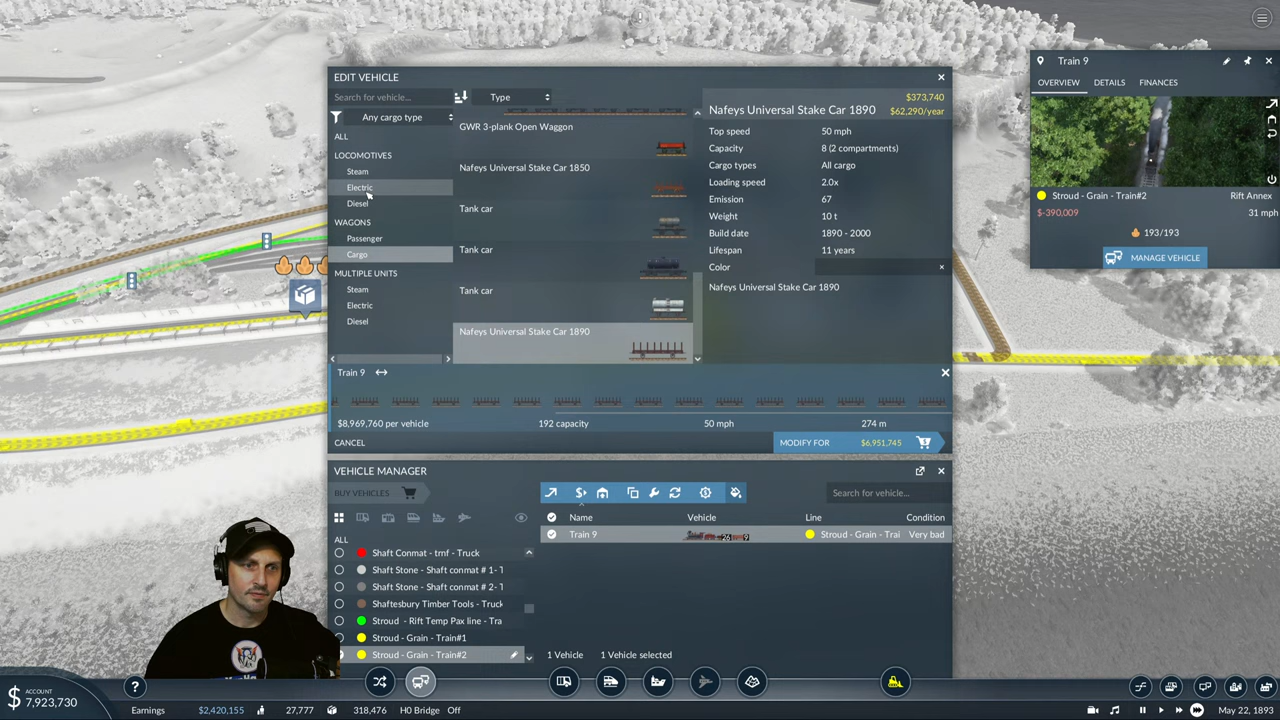 EDIT VEHICLE
Search for vehicle...
Type
Any cargo type
ALL
LOCOMOTIVES
Steam
Electric
Diesel
WAGONS
Passenger
Cargo
MULTIPLE UNITS
Steam
Electric
Diesel
GWR 3-plank Open Waggon
Nafeys Universal Stake Car 1850
Tank car
Tank car
Tank car
Nafeys Universal Stake Car 1890
$373,740
Nafeys Universal Stake Car 1890
$62,290/year
Top speed 50 mph
Capacity 8 (2 compartments)
Cargo types All cargo
Loading speed 2.0x
Emission 67
Weight 10 t
Build date 1890 - 2000
Lifespan 11 years
Color
Nafeys Universal Stake Car 1890
Train 9
$8,969,760 per vehicle 192 capacity 50 mph 274 m
CANCEL
MODIFY FOR $6,951,745
VEHICLE MANAGER
BUY VEHICLES
Search for vehicle...
ALL
Shaft Conmat - tmf - Truck
Shaft Stone - Shaft conmat # 1- T
Shaft Stone - Shaft conmat # 2- T
Shaftesbury Timber Tools - Truck
Stroud - Rift Temp Pax line - Tra
Stroud - Grain - Train#1
Stroud - Grain - Train#2
Name Vehicle Line Condition
Train 9 26 9 Stroud - Grain - Trai Very bad
1 Vehicle 1 Vehicle selected
Train 9
OVERVIEW DETAILS FINANCES
Stroud - Grain - Train#2 Rift Annex
$-390,009 31 mph
193/193
MANAGE VEHICLE
$ ACCOUNT
7,923,730
?
Earnings $2,420,155 27,777 318,476 H0 Bridge Off
May 22, 1893